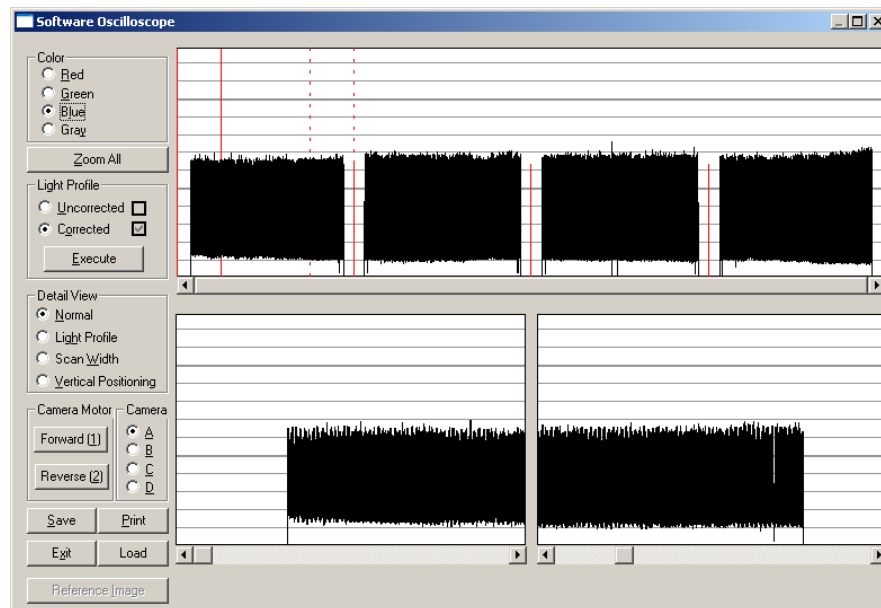 Software Oscilloscope
Color
Red
Green
Blue
Gray
Zoom All
Light Profile
Uncorrected
Corrected
Execute
Detail View
Normal
Light Profile
Scan Width
Vertical Positioning
Camera Motor
Camera
Forward (1)
A
B
Reverse (2)
C
D
Save
Print
Exit
Load
Reference Image